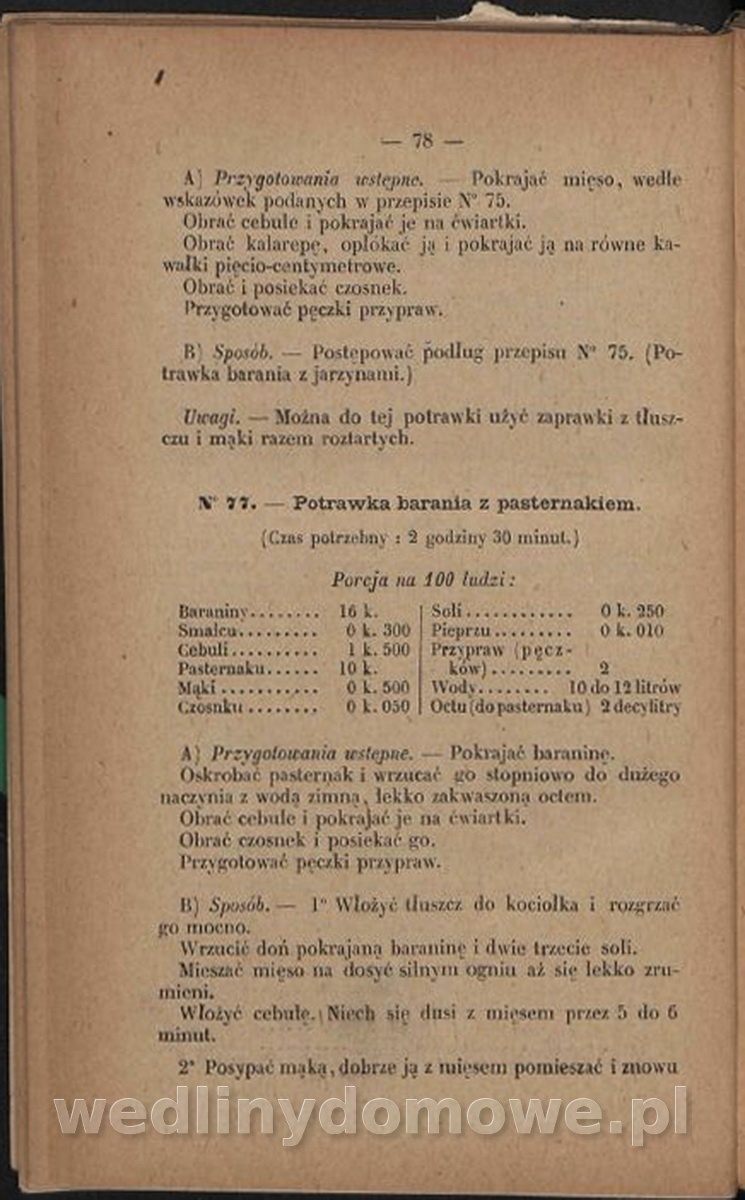 — 78 —
A) Przygotowania wstępne. — Pokrajać mięso, wedle
wskazówek podanych w przepisie Nº 75.
Obrać cebule i pokrajać je na ćwiartki.
Obrać kalarepę, opłókać ją i pokrajać ją na równe ka-
wałki pięcio-centymetrowe.
Obrać i posiekać czosnek.
Przygotować pęczki przypraw.
B) Sposób. — Postępować podług przepisu Nº 75. (Po-
trawka barania z jarzynami.)
Uwagi. — Można do tej potrawki użyć zaprawki z tłusz-
czu i mąki razem roztartych.
Nº 77. — Potrawka barania z pasternakiem.
(Czas potrzebny : 2 godziny 30 minut.)
Porcja na 100 ludzi :
Baraniny........ 16 k.
Smalcu......... 0 k. 300
Cebuli.......... 1 k. 500
Pasternaku...... 10 k.
Mąki........... 0 k. 500
Czosnku........ 0 k. 050
Soli............ 0 k. 250
Pieprzu......... 0 k. 010
Przypraw (pęcz-
ków)......... 2
Wody........ 10 do 12 litrów
Octu (do pasternaku) 2 decylitry
A) Przygotowania wstępne. — Pokrajać baraninę.
Oskrobać pasternak i wrzucać go stopniowo do dużego
naczynia z wodą zimną, lekko zakwaszoną octem.
Obrać cebule i pokrajać je na ćwiartki.
Obrać czosnek i posiekać go.
Przygotować pęczki przypraw.
B) Sposób. — 1º Włożyć tłuszcz do kociołka i rozgrzać
go mocno.
Wrzucić doń pokrajaną baraninę i dwie trzecie soli.
Mieszać mięso na dosyć silnym ogniu aż się lekko zru-
mieni.
Włożyć cebulę. Niech się dusi z mięsem przez 5 do 6
minut.
2º Posypać mąką, dobrze ją z mięsem pomieszać i znowu
wedlinydomowe.pl